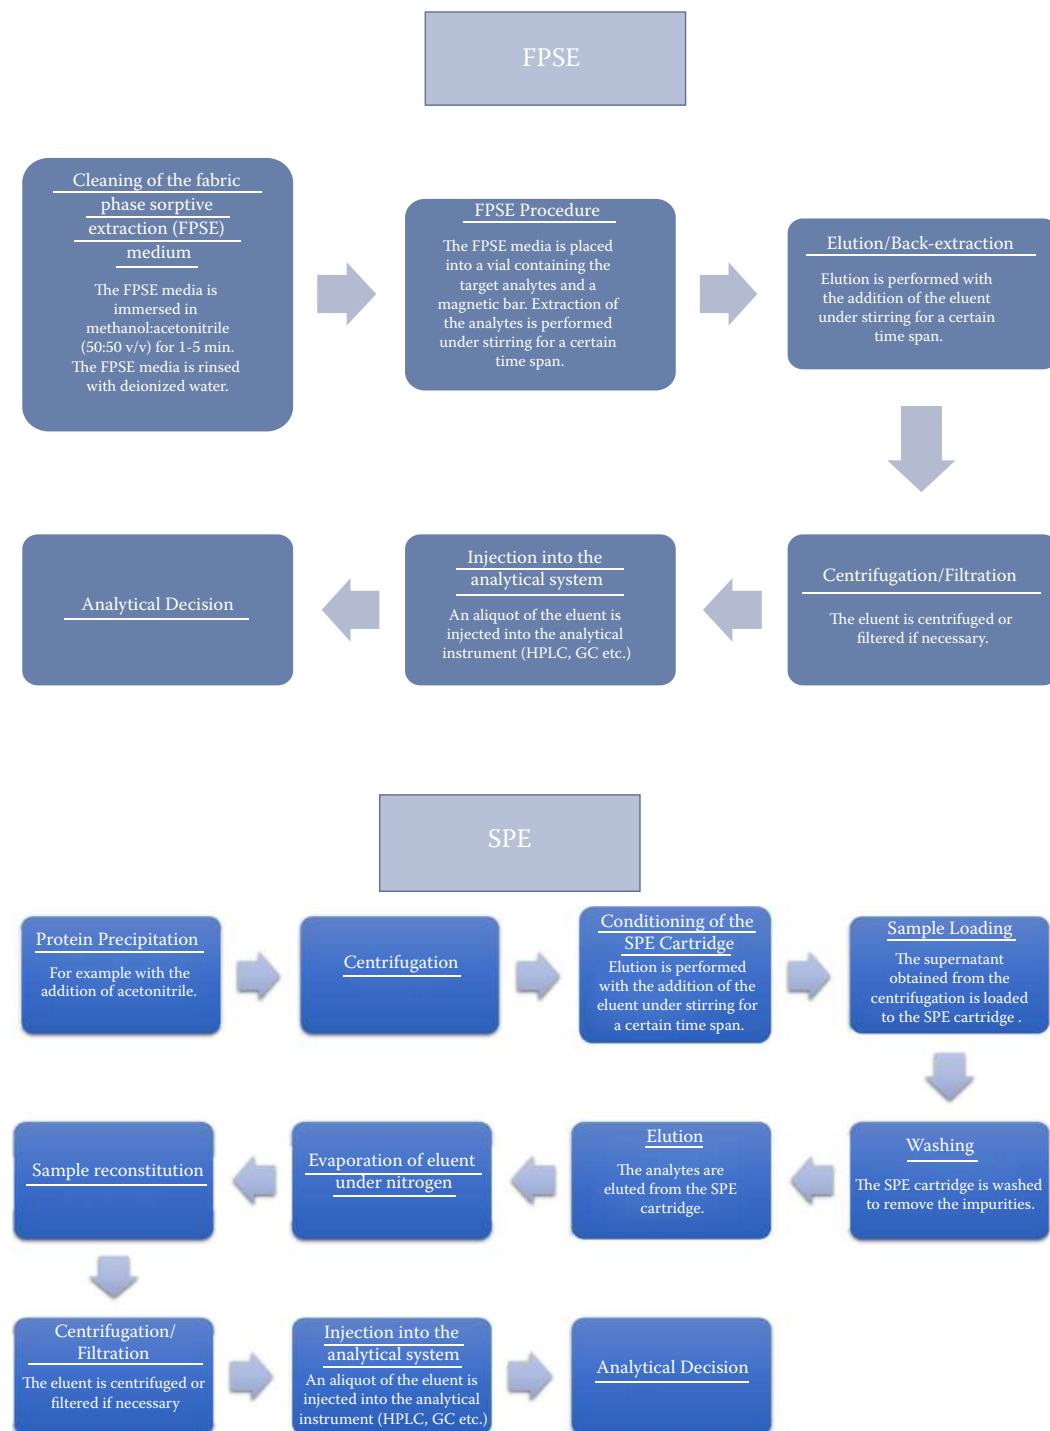 FPSE
Cleaning of the fabric
phase sorptive
extraction (FPSE)
medium
The FPSE media is
immersed in
methanol:acetonitrile
(50:50 v/v) for 1-5 min.
The FPSE media is rinsed
with deionized water.
FPSE Procedure
The FPSE media is placed
into a vial containing the
target analytes and a
magnetic bar. Extraction of
the analytes is performed
under stirring for a certain
time span.
Elution/Back-extraction
Elution is performed with
the addition of the eluent
under stirring for a certain
time span.
Centrifugation/Filtration
The eluent is centrifuged or
filtered if necessary.
Injection into the
analytical system
An aliquot of the eluent is
injected into the analytical
instrument (HPLC, GC etc.)
Analytical Decision
SPE
Protein Precipitation
For example with the
addition of acetonitrile.
Centrifugation
Conditioning of the
SPE Cartridge
Elution is performed
with the addition of the
eluent under stirring for
a certain time span.
Sample Loading
The supernatant
obtained from the
centrifugation is loaded
to the SPE cartridge .
Washing
The SPE cartridge is washed
to remove the impurities.
Elution
The analytes are
eluted from the SPE
cartridge.
Evaporation of eluent
under nitrogen
Sample reconstitution
Centrifugation/
Filtration
The eluent is centrifuged or
filtered if necessary
Injection into the
analytical system
An aliquot of the eluent is
injected into the analytical
instrument (HPLC, GC etc.)
Analytical Decision